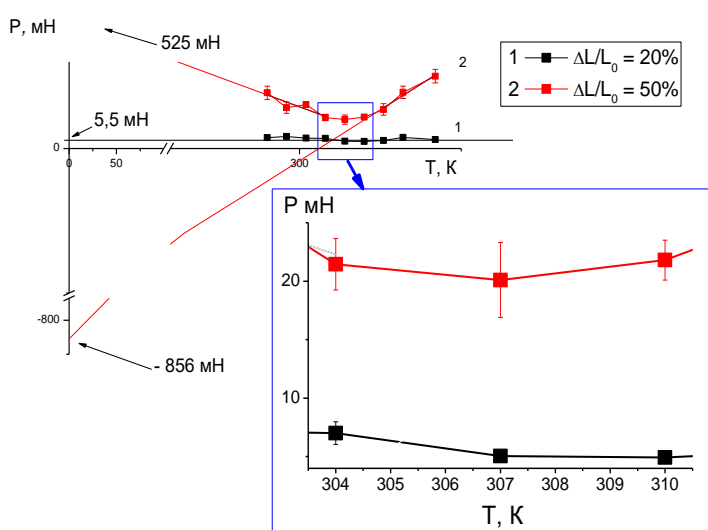 P, мН
525 мН
2
1 ΔL/L0 = 20%
2 ΔL/L0 = 50%
5,5 мН
1
0
0 50 300
T, К
P мН
20
-800
- 856 мН
10
304 305 306 307 308 309 310
T, К